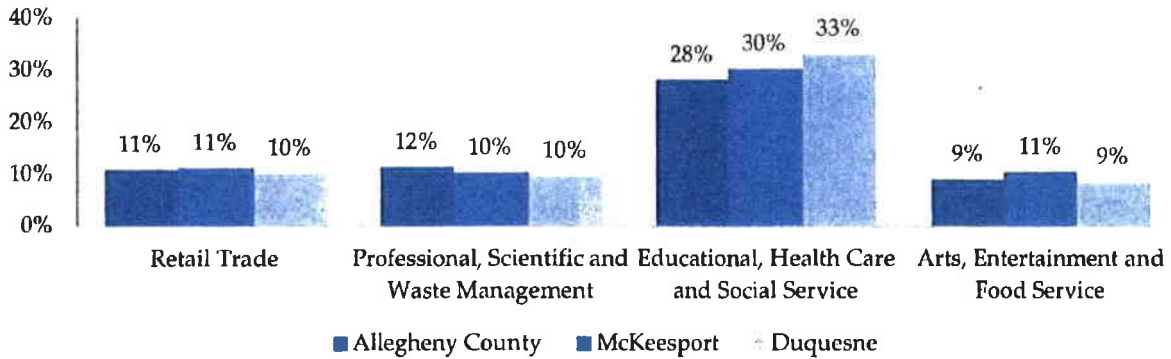 40%
30%
20%
10%
0%
11% 11% 10%
12% 10% 10%
28% 30% 33%
9% 11% 9%
Retail Trade
Professional, Scientific and
Waste Management
Educational, Health Care
and Social Service
Arts, Entertainment and
Food Service
Allegheny County McKeesport Duquesne